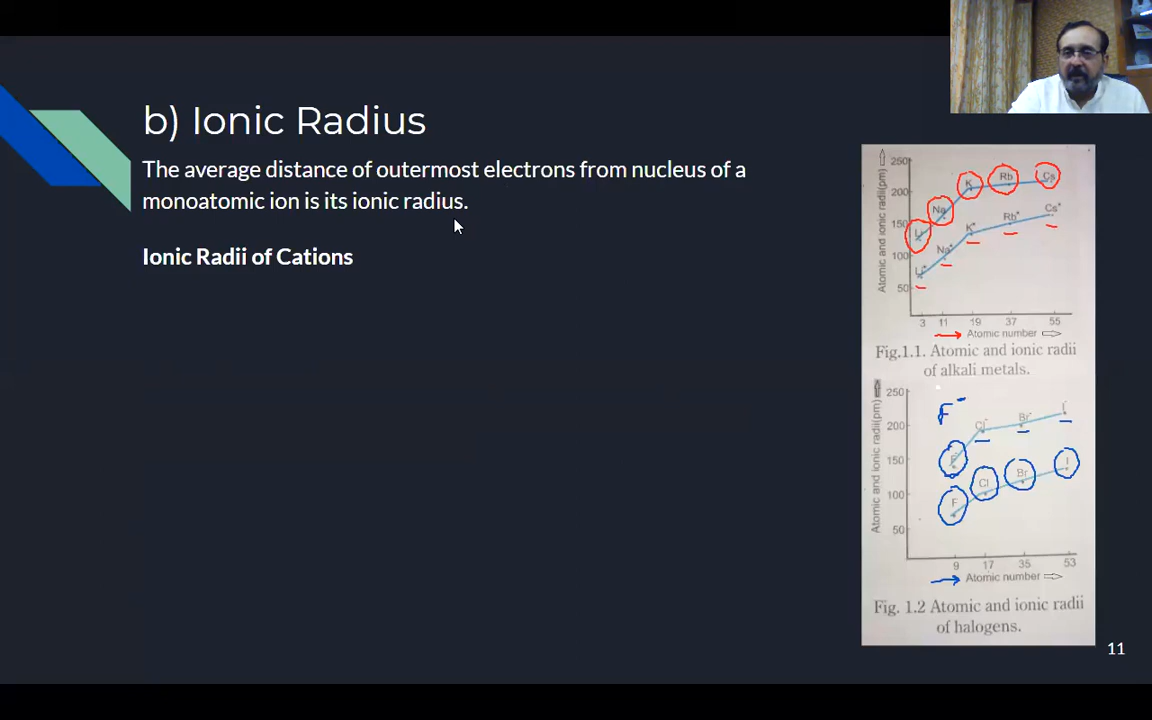 b) Ionic Radius
The average distance of outermost electrons from nucleus of a
monoatomic ion is its ionic radius.
Ionic Radii of Cations
Atomic and ionic radii(pm)
250
200
150
100
50
Li Na K Rb Cs
Li⁺ Na⁺ K⁺ Rb⁺ Cs⁺
3 11 19 37 55
Atomic number
Fig.1.1. Atomic and ionic radii
of alkali metals.
Atomic and ionic radii(pm)
250
200
150
100
50
F⁻
Cl⁻ Br⁻
F Cl Br I
9 17 35 53
Atomic number
Fig. 1.2 Atomic and ionic radii
of halogens.
11